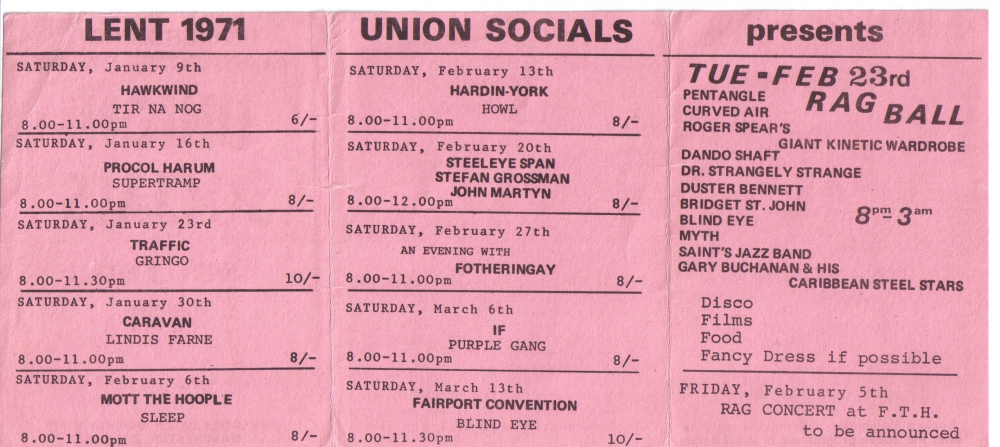 LENT 1971
SATURDAY, January 9th
HAWKWIND
TIR NA NOG
8.00-11.00pm 6/-
SATURDAY, January 16th
PROCOL HARUM
SUPERTRAMP
8.00-11.00pm 8/-
SATURDAY, January 23rd
TRAFFIC
GRINGO
8.00-11.30pm 10/-
SATURDAY, January 30th
CARAVAN
LINDIS FARNE
8.00-11.00pm 8/-
SATURDAY, February 6th
MOTT THE HOOPLE
SLEEP
8.00-11.00pm 8/-
UNION SOCIALS
SATURDAY, February 13th
HARDIN-YORK
HOWL
8.00-11.00pm 8/-
SATURDAY, February 20th
STEELEYE SPAN
STEFAN GROSSMAN
JOHN MARTYN
8.00-12.00pm 8/-
SATURDAY, February 27th
AN EVENING WITH
FOTHERINGAY
8.00-11.00pm 8/-
SATURDAY, March 6th
IF
PURPLE GANG
8.00-11.00pm 8/-
SATURDAY, March 13th
FAIRPORT CONVENTION
BLIND EYE
8.00-11.30pm 10/-
presents
TUE-FEB 23rd
RAG BALL
PENTANGLE
CURVED AIR
ROGER SPEAR'S
GIANT KINETIC WARDROBE
DANDO SHAFT
DR. STRANGELY STRANGE
DUSTER BENNETT
BRIDGET ST. JOHN
BLIND EYE
8pm-3am
MYTH
SAINT'S JAZZ BAND
GARY BUCHANAN & HIS
CARIBBEAN STEEL STARS
Disco
Films
Food
Fancy Dress if possible
FRIDAY, February 5th
RAG CONCERT at F.T.H.
to be announced